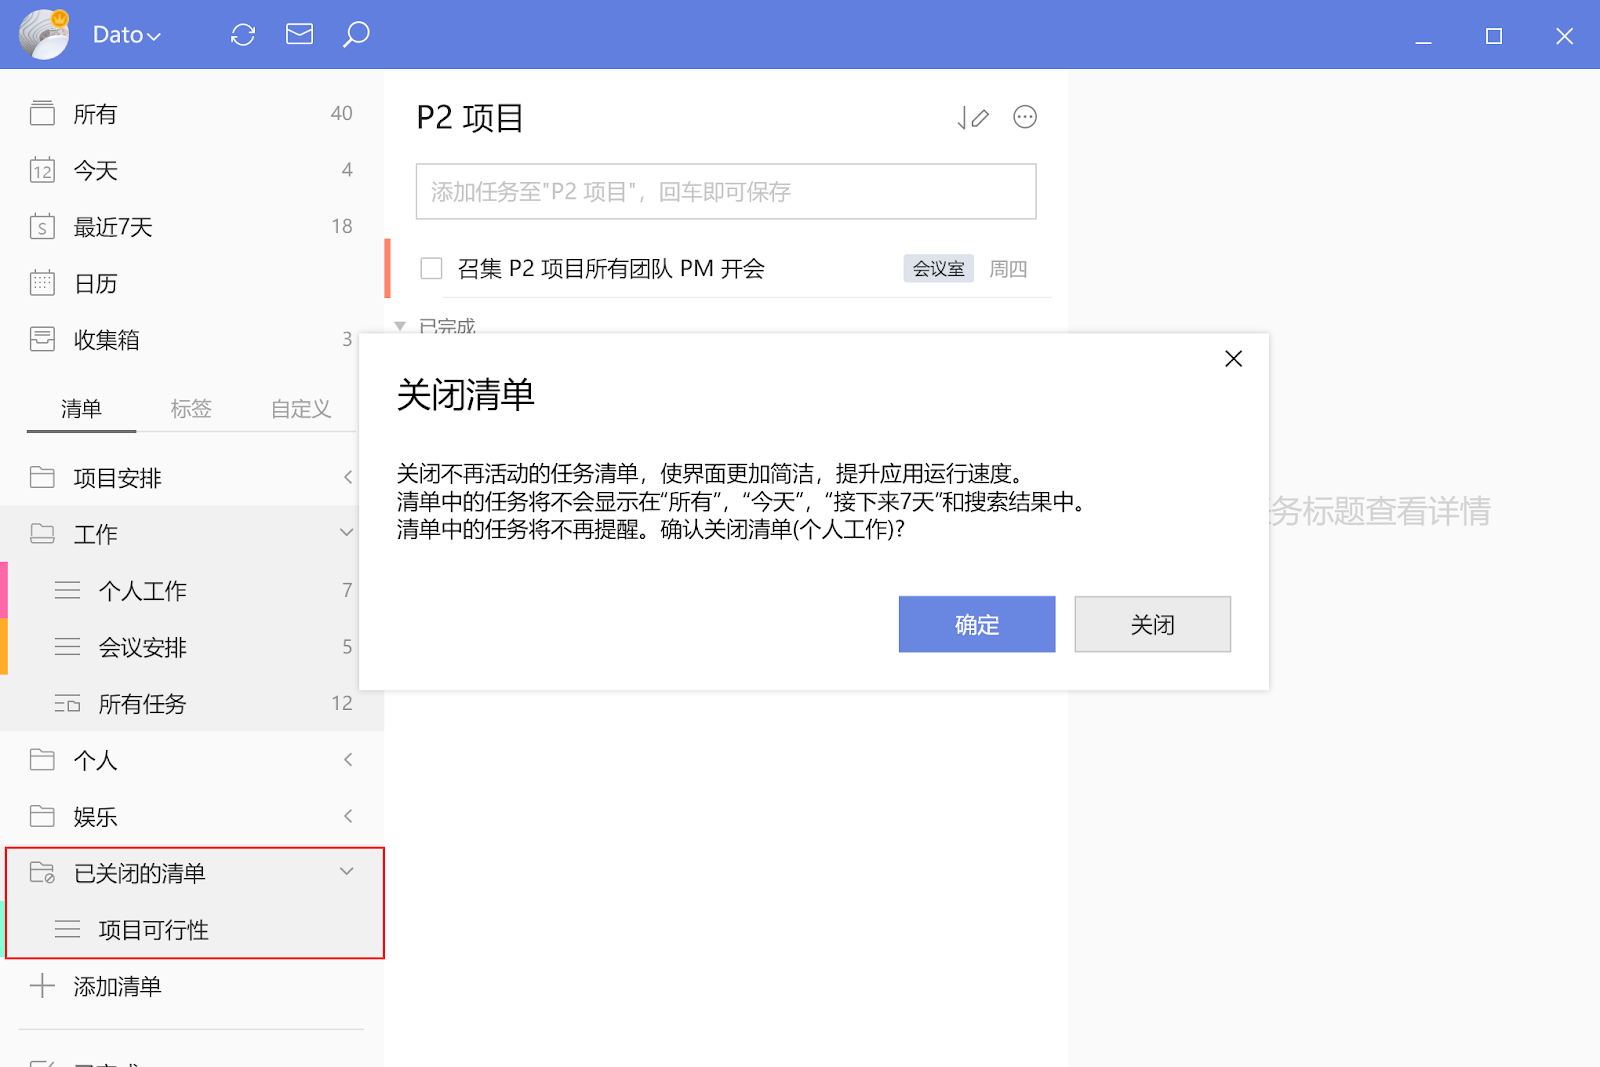 Dato
所有 40
12 今天 4
S 最近7天 18
日历
收集箱 3
清单 标签 自定义
项目安排
工作
个人工作 7
会议安排 5
所有任务 12
个人
娱乐
已关闭的清单
项目可行性
添加清单
P2 项目
添加任务至"P2 项目"，回车即可保存
召集 P2 项目所有团队 PM 开会 会议室 周四
已完成
关闭清单
关闭不再活动的任务清单，使界面更加简洁，提升应用运行速度。
清单中的任务将不会显示在“所有”，“今天”，“接下来7天”和搜索结果中。
清单中的任务将不再提醒。确认关闭清单(个人工作)?
确定 关闭
务标题查看详情